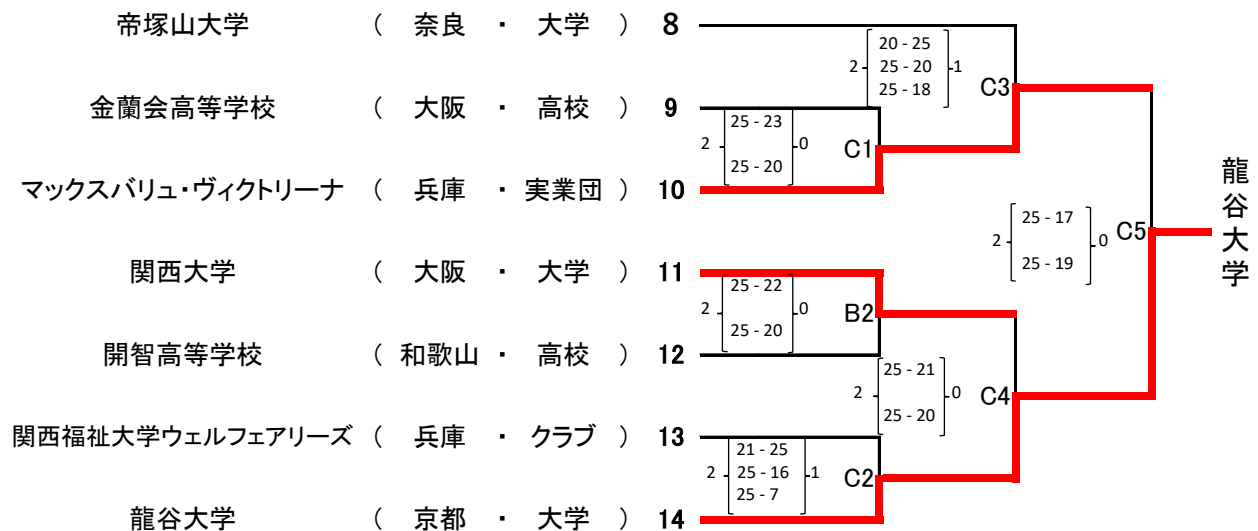 帝塚山大学 ( 奈良 ・ 大学 ) 8
20 - 25
2 - 25 - 20 - 1
25 - 18
C3
金蘭会高等学校 ( 大阪 ・ 高校 ) 9
25 - 23
2 - - 0
25 - 20
C1
マックスバリュ・ヴィクトリーナ ( 兵庫 ・ 実業団 ) 10
25 - 17
2 - - 0
25 - 19
C5
龍谷大学
関西大学 ( 大阪 ・ 大学 ) 11
25 - 22
2 - - 0
25 - 20
B2
開智高等学校 ( 和歌山 ・ 高校 ) 12
25 - 21
2 - - 0
25 - 20
C4
関西福祉大学ウェルフェアリーズ ( 兵庫 ・ クラブ ) 13
21 - 25
2 - 25 - 16 - 1
25 - 7
C2
龍谷大学 ( 京都 ・ 大学 ) 14